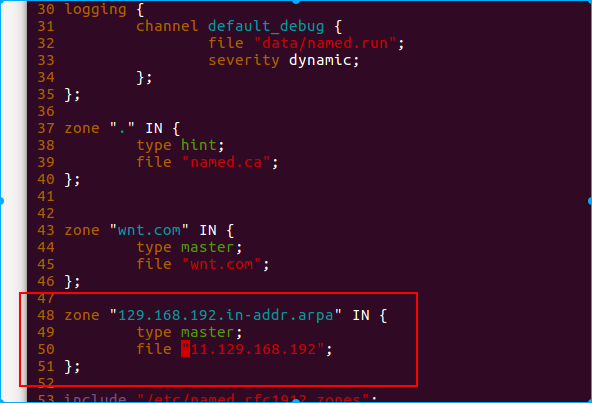 30 logging {
31 channel default_debug {
32 file "data/named.run";
33 severity dynamic;
34 };
35 };
36
37 zone "." IN {
38 type hint;
39 file "named.ca";
40 };
41
42
43 zone "wnt.com" IN {
44 type master;
45 file "wnt.com";
46 };
47
48 zone "129.168.192.in-addr.arpa" IN {
49 type master;
50 file "11.129.168.192";
51 };
52
53 include "/etc/named.rfc1912.zones";